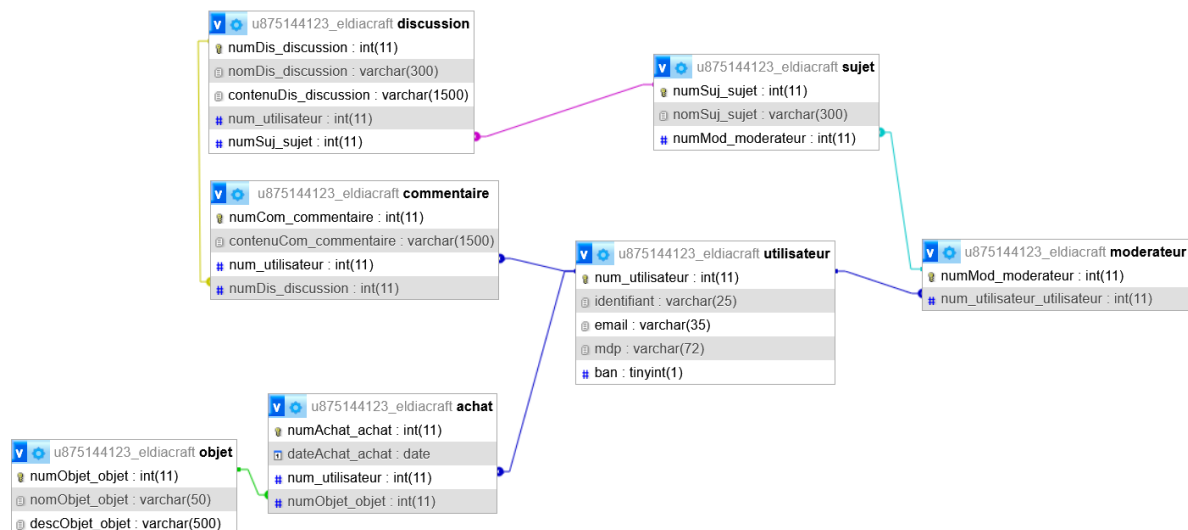 u875144123_eldiacraft discussion
numDis_discussion : int(11)
nomDis_discussion : varchar(300)
contenuDis_discussion : varchar(1500)
num_utilisateur : int(11)
numSuj_sujet : int(11)
u875144123_eldiacraft sujet
numSuj_sujet : int(11)
nomSuj_sujet : varchar(300)
numMod_moderateur : int(11)
u875144123_eldiacraft commentaire
numCom_commentaire : int(11)
contenuCom_commentaire : varchar(1500)
num_utilisateur : int(11)
numDis_discussion : int(11)
u875144123_eldiacraft utilisateur
num_utilisateur : int(11)
identifiant : varchar(25)
email : varchar(35)
mdp : varchar(72)
ban : tinyint(1)
u875144123_eldiacraft moderateur
numMod_moderateur : int(11)
num_utilisateur_utilisateur : int(11)
u875144123_eldiacraft achat
numAchat_achat : int(11)
dateAchat_achat : date
num_utilisateur : int(11)
numObjet_objet : int(11)
u875144123_eldiacraft objet
numObjet_objet : int(11)
nomObjet_objet : varchar(50)
descObjet_objet : varchar(500)